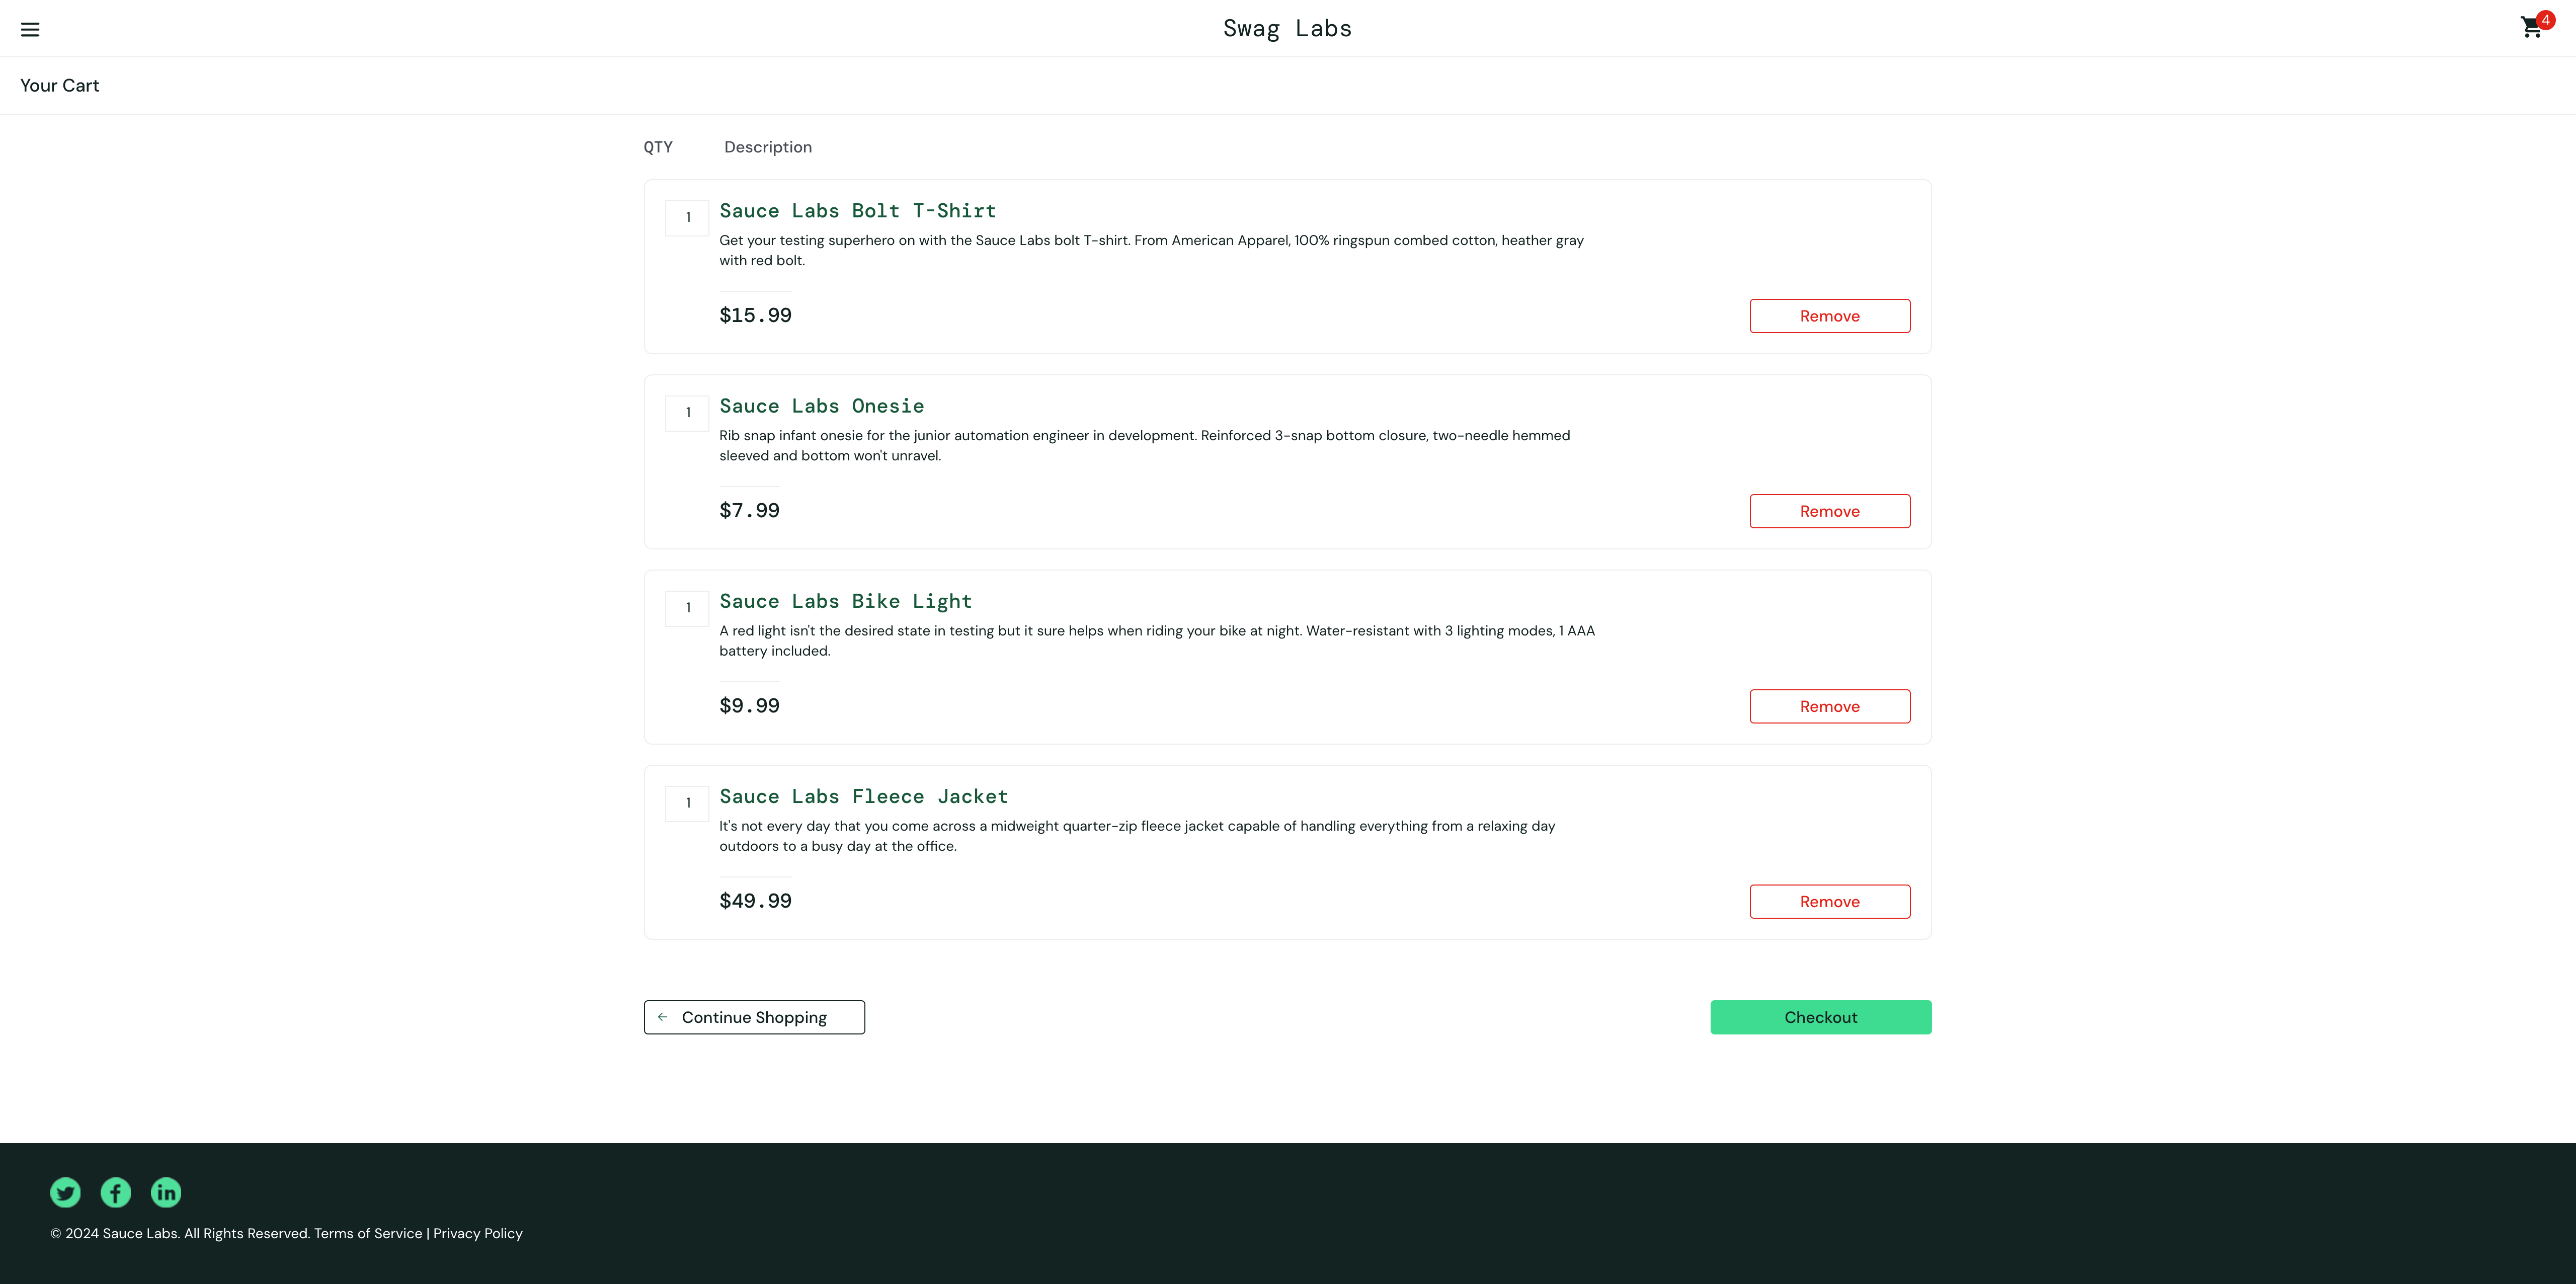 Swag Labs
4
Your Cart
QTY
Description
1
Sauce Labs Bolt T-Shirt
Get your testing superhero on with the Sauce Labs bolt T-shirt. From American Apparel, 100% ringspun combed cotton, heather gray
with red bolt.
$15.99
Remove
1
Sauce Labs Onesie
Rib snap infant onesie for the junior automation engineer in development. Reinforced 3-snap bottom closure, two-needle hemmed
sleeved and bottom won't unravel.
$7.99
Remove
1
Sauce Labs Bike Light
A red light isn't the desired state in testing but it sure helps when riding your bike at night. Water-resistant with 3 lighting modes, 1 AAA
battery included.
$9.99
Remove
1
Sauce Labs Fleece Jacket
It's not every day that you come across a midweight quarter-zip fleece jacket capable of handling everything from a relaxing day
outdoors to a busy day at the office.
$49.99
Remove
Continue Shopping
Checkout
© 2024 Sauce Labs. All Rights Reserved. Terms of Service | Privacy Policy